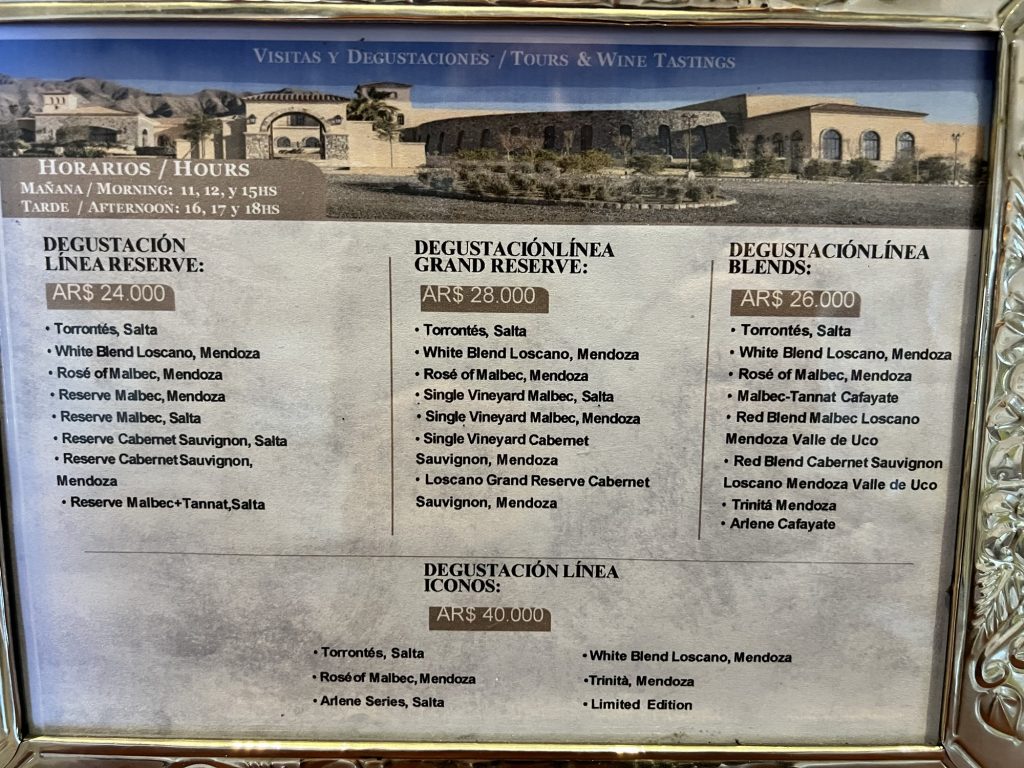 VISITAS Y DEGUSTACIONES / TOURS & WINE TASTINGS
HORARIOS / HOURS
MAÑANA / MORNING: 11, 12, y 15HS
TARDE / AFTERNOON: 16, 17 y 18HS
DEGUSTACIÓN
LÍNEA RESERVE:
AR$ 24.000
• Torrontés, Salta
• White Blend Loscano, Mendoza
• Rosé of Malbec, Mendoza
• Reserve Malbec, Mendoza
• Reserve Malbec, Salta
• Reserve Cabernet Sauvignon, Salta
• Reserve Cabernet Sauvignon,
Mendoza
• Reserve Malbec+Tannat,Salta
DEGUSTACIÓNLÍNEA
GRAND RESERVE:
AR$ 28.000
• Torrontés, Salta
• White Blend Loscano, Mendoza
• Rosé of Malbec, Mendoza
• Single Vineyard Malbec, Salta
• Single Vineyard Malbec, Mendoza
• Single Vineyard Cabernet
Sauvignon, Mendoza
• Loscano Grand Reserve Cabernet
Sauvignon, Mendoza
DEGUSTACIÓNLÍNEA
BLENDS:
AR$ 26.000
• Torrontés, Salta
• White Blend Loscano, Mendoza
• Rosé of Malbec, Mendoza
• Malbec-Tannat Cafayate
• Red Blend Malbec Loscano
Mendoza Valle de Uco
• Red Blend Cabernet Sauvignon
Loscano Mendoza Valle de Uco
• Trinitá Mendoza
• Arlene Cafayate
DEGUSTACIÓN LÍNEA
ICONOS:
AR$ 40.000
• Torrontés, Salta
• Rosé of Malbec, Mendoza
• Arlene Series, Salta
• White Blend Loscano, Mendoza
•Trinità, Mendoza
• Limited Edition